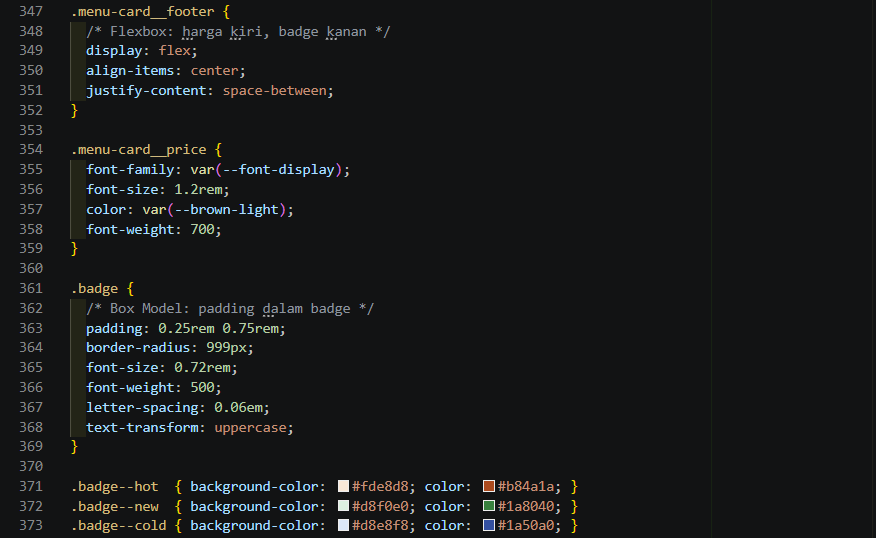 347 .menu-card__footer {
348 /* Flexbox: harga kiri, badge kanan */
349 display: flex;
350 align-items: center;
351 justify-content: space-between;
352 }
353
354 .menu-card__price {
355 font-family: var(--font-display);
356 font-size: 1.2rem;
357 color: var(--brown-light);
358 font-weight: 700;
359 }
360
361 .badge {
362 /* Box Model: padding dalam badge */
363 padding: 0.25rem 0.75rem;
364 border-radius: 999px;
365 font-size: 0.72rem;
366 font-weight: 500;
367 letter-spacing: 0.06em;
368 text-transform: uppercase;
369 }
370
371 .badge--hot  { background-color: #fde8d8; color: #b84a1a; }
372 .badge--new  { background-color: #d8f0e0; color: #1a8040; }
373 .badge--cold { background-color: #d8e8f8; color: #1a50a0; }